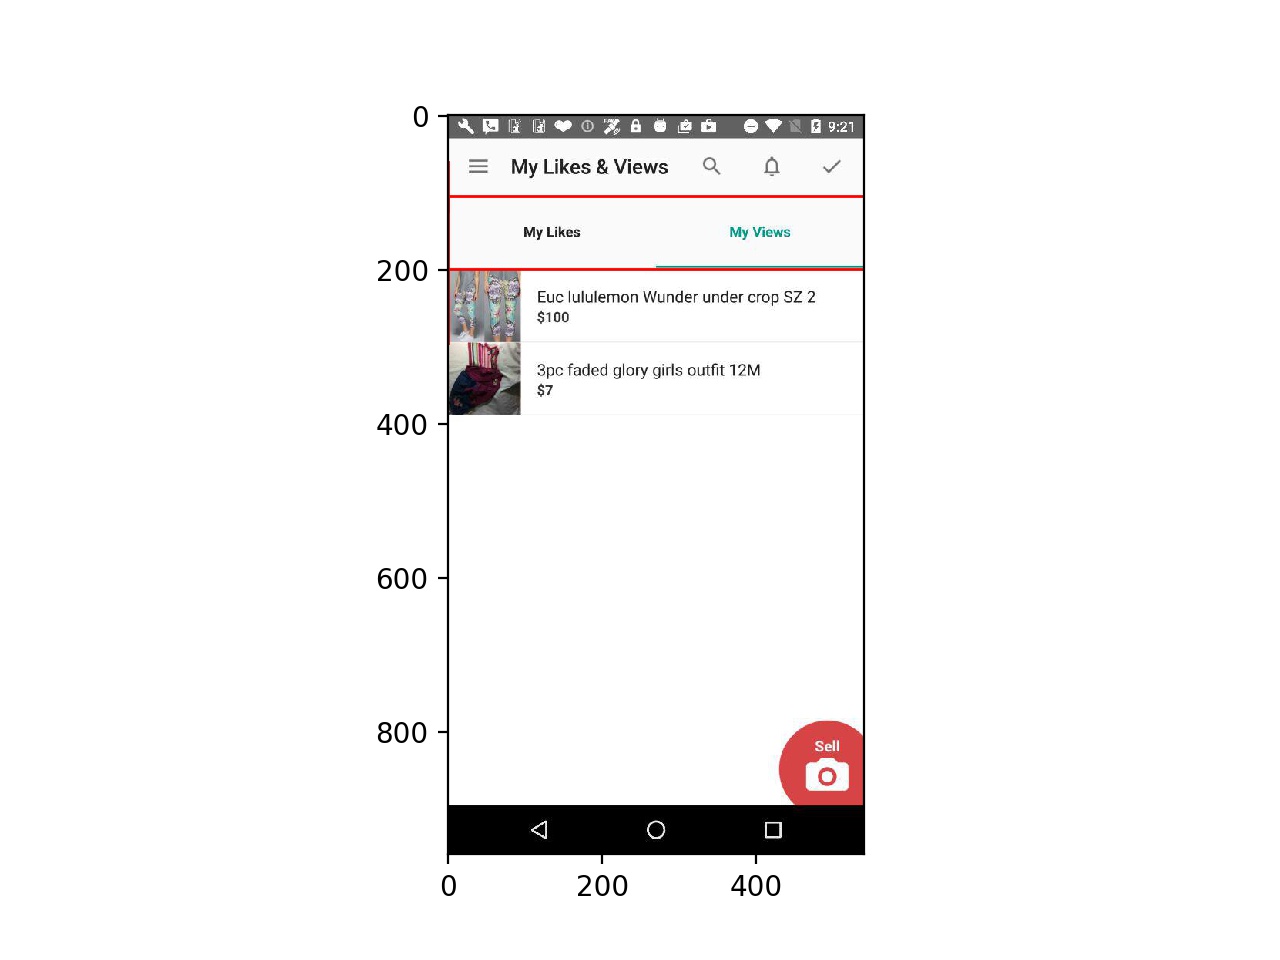 0
9:21
My Likes & Views
My Likes
My Views
200
Euc lululemon Wunder under crop SZ 2
$100
3pc faded glory girls outfit 12M
$7
400
600
800
Sell
0
200
400